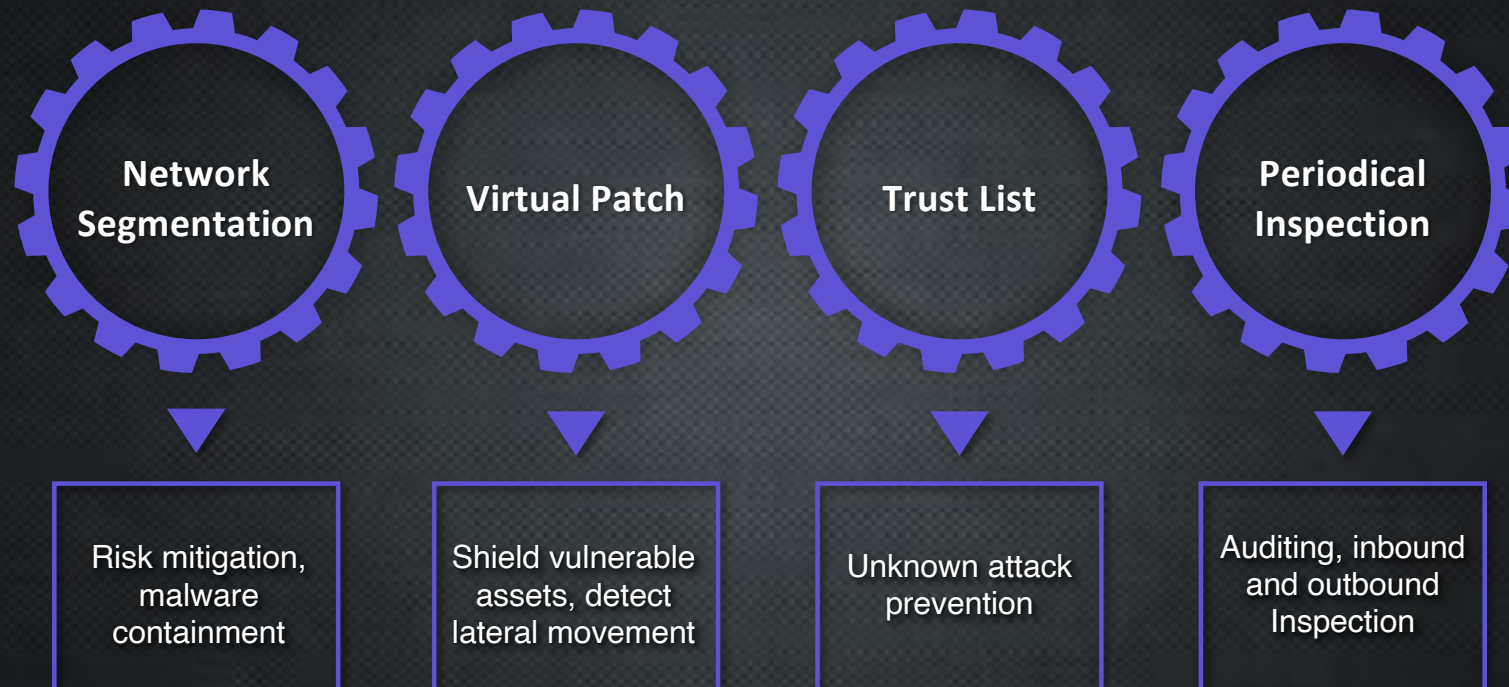 Network
Segmentation
Virtual Patch
Trust List
Periodical
Inspection
Risk mitigation,
malware
containment
Shield vulnerable
assets, detect
lateral movement
Unknown attack
prevention
Auditing, inbound
and outbound
Inspection